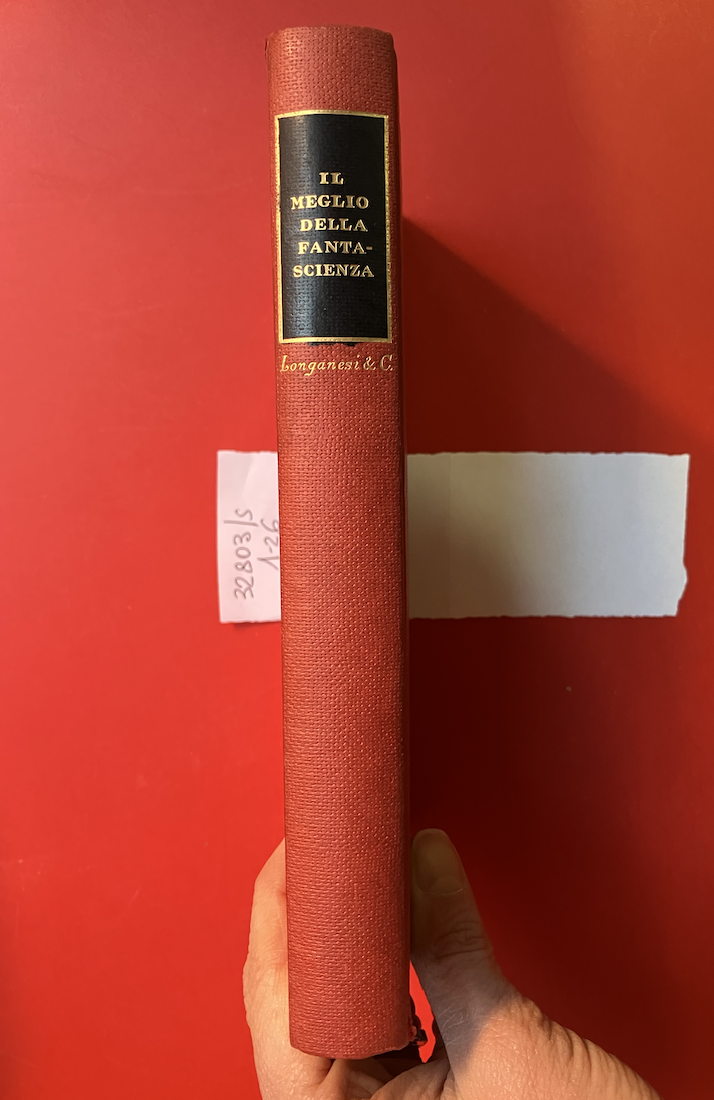 IL
MEGLIO
DELLA
FANTA-
SCIENZA
Longanesi & C.
32803/S
1-26